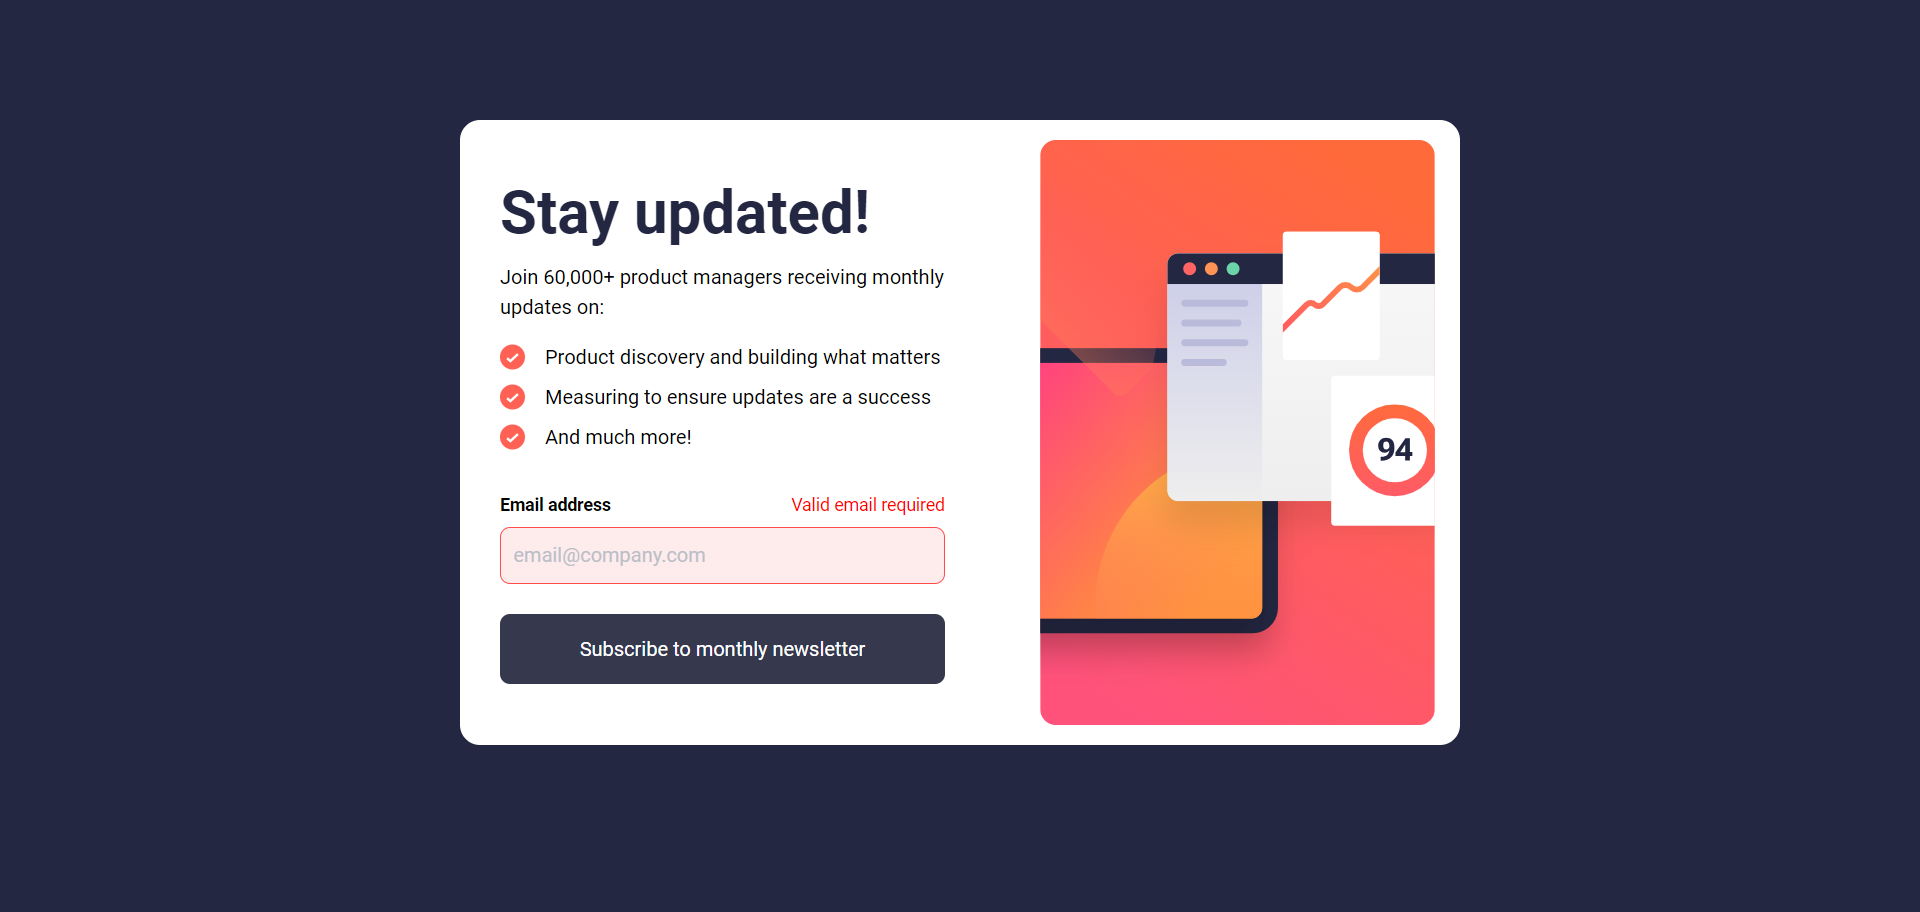 Stay updated!
Join 60,000+ product managers receiving monthly
updates on:
Product discovery and building what matters
Measuring to ensure updates are a success
And much more!
Email address
Valid email required
email@company.com
Subscribe to monthly newsletter
94